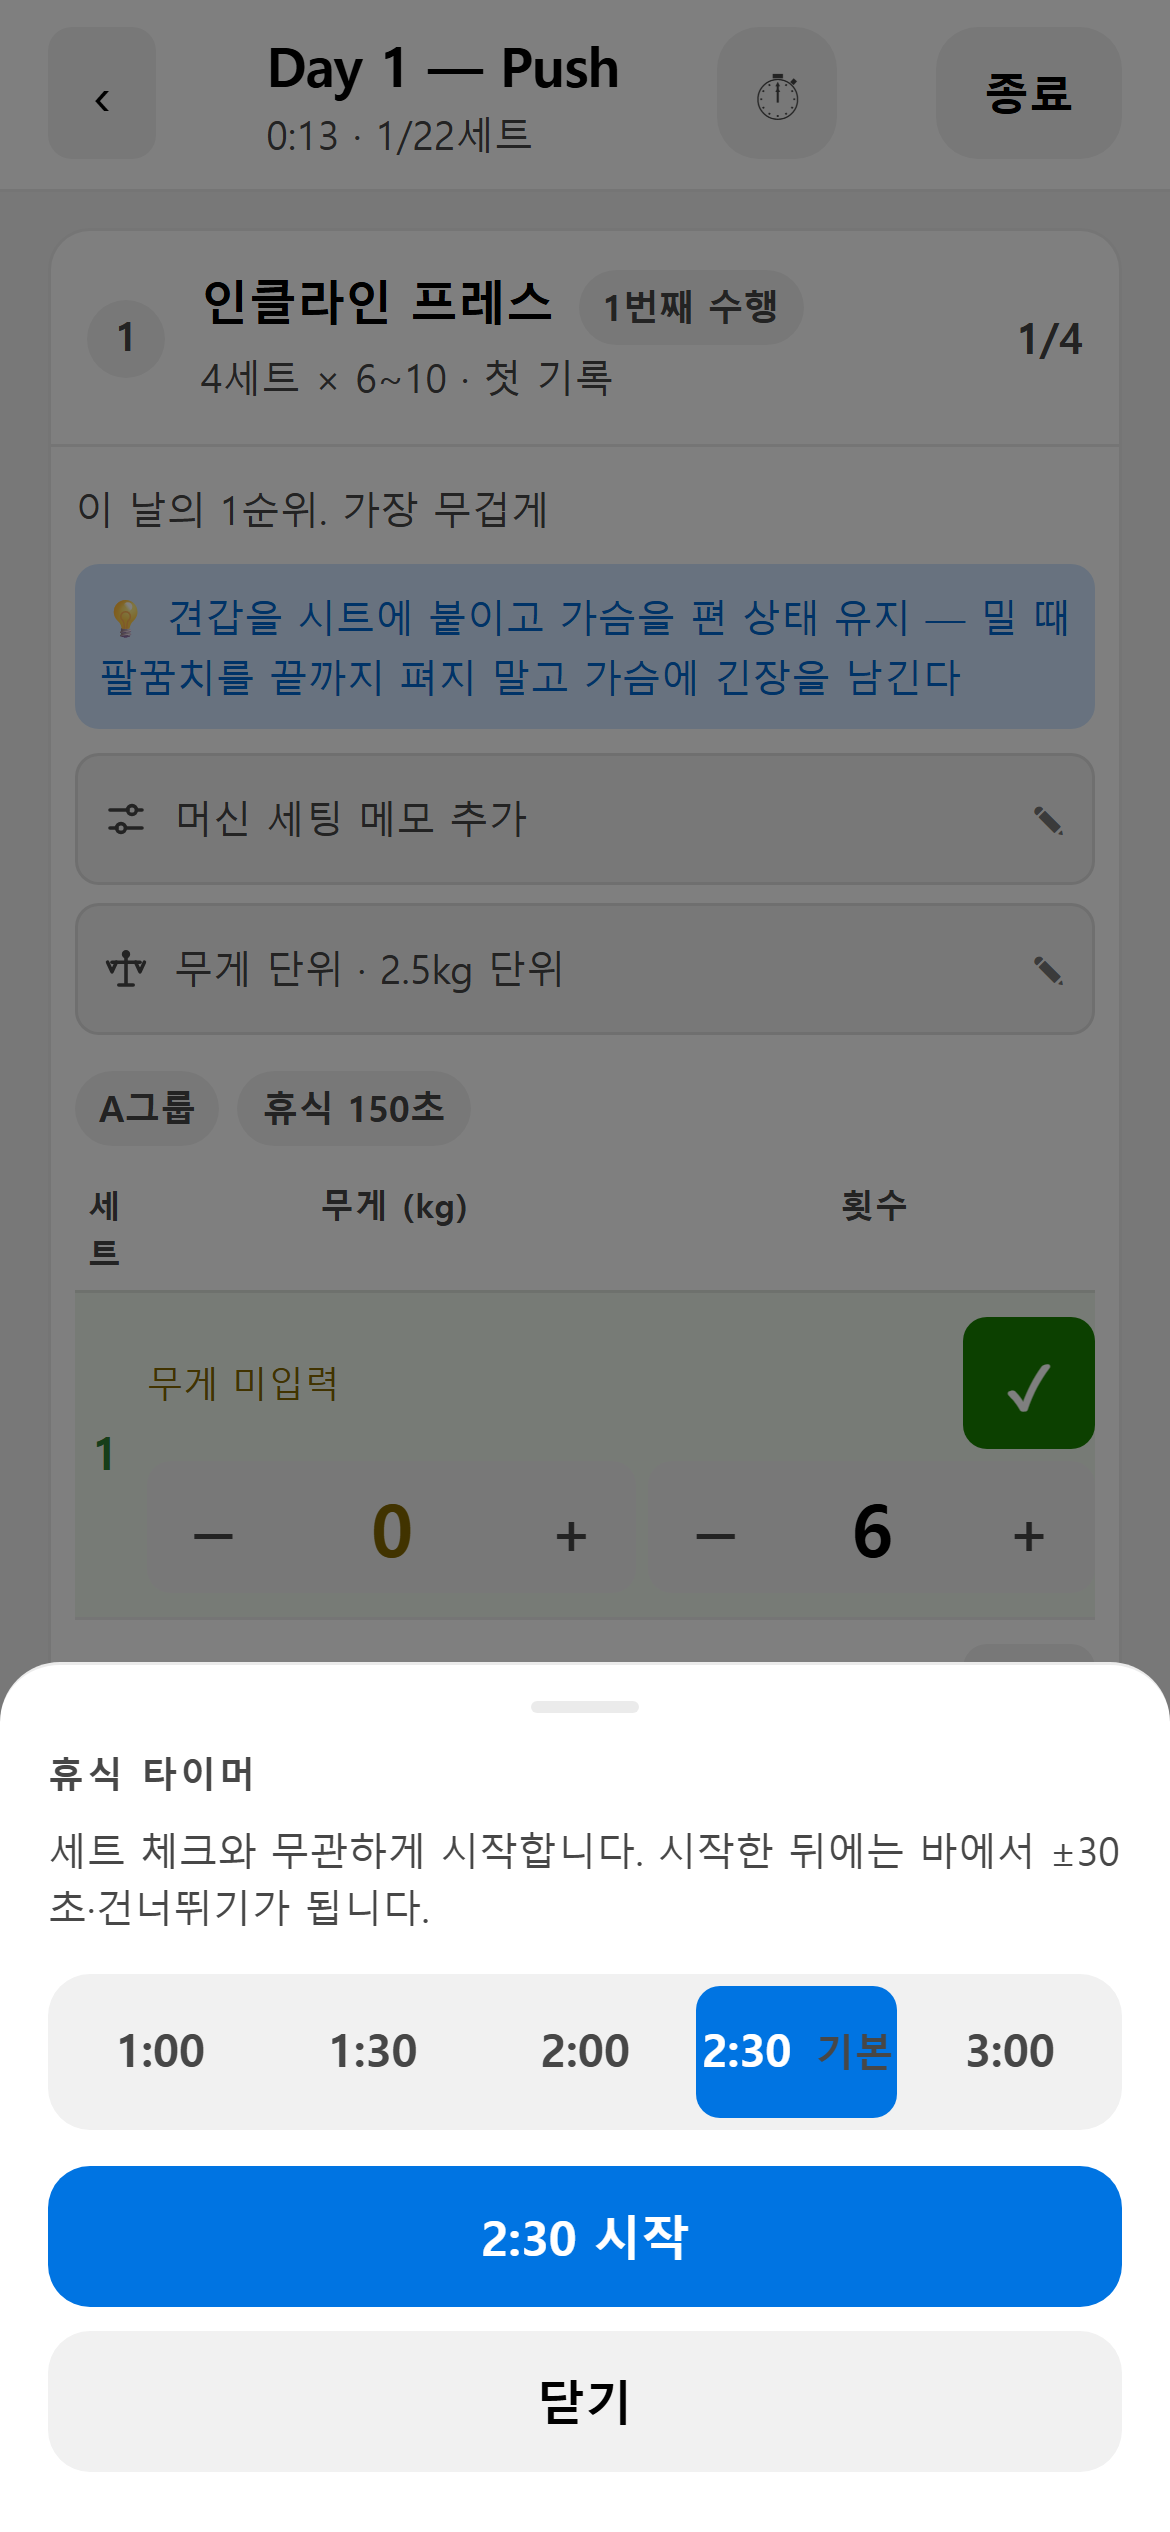 ‹
Day 1 — Push
0:13 · 1/22세트
종료
1
인클라인 프레스
1번째 수행
4세트 × 6~10 · 첫 기록
1/4
이 날의 1순위. 가장 무겁게
💡 견갑을 시트에 붙이고 가슴을 편 상태 유지 — 밀 때
팔꿈치를 끝까지 펴지 말고 가슴에 긴장을 남긴다
머신 세팅 메모 추가
무게 단위 · 2.5kg 단위
A그룹 휴식 150초
세
트
무게 (kg)
횟수
무게 미입력
✓
1
— 0 + — 6 +
휴식 타이머
세트 체크와 무관하게 시작합니다. 시작한 뒤에는 바에서 ±30
초·건너뛰기가 됩니다.
1:00 1:30 2:00 2:30 기본 3:00
2:30 시작
닫기